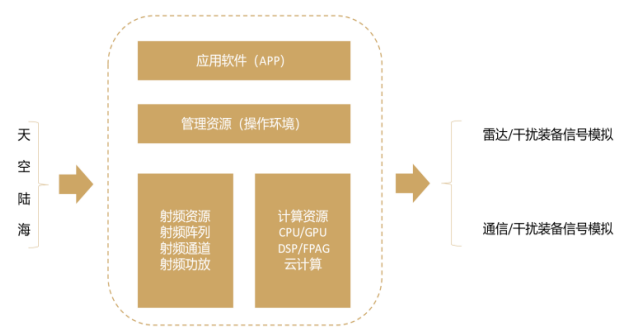 天
空
陆
海
应用软件（APP）
管理资源（操作环境）
射频资源
射频阵列
射频通道
射频功放
计算资源
CPU/GPU
DSP/FPAG
云计算
雷达/干扰装备信号模拟
通信/干扰装备信号模拟